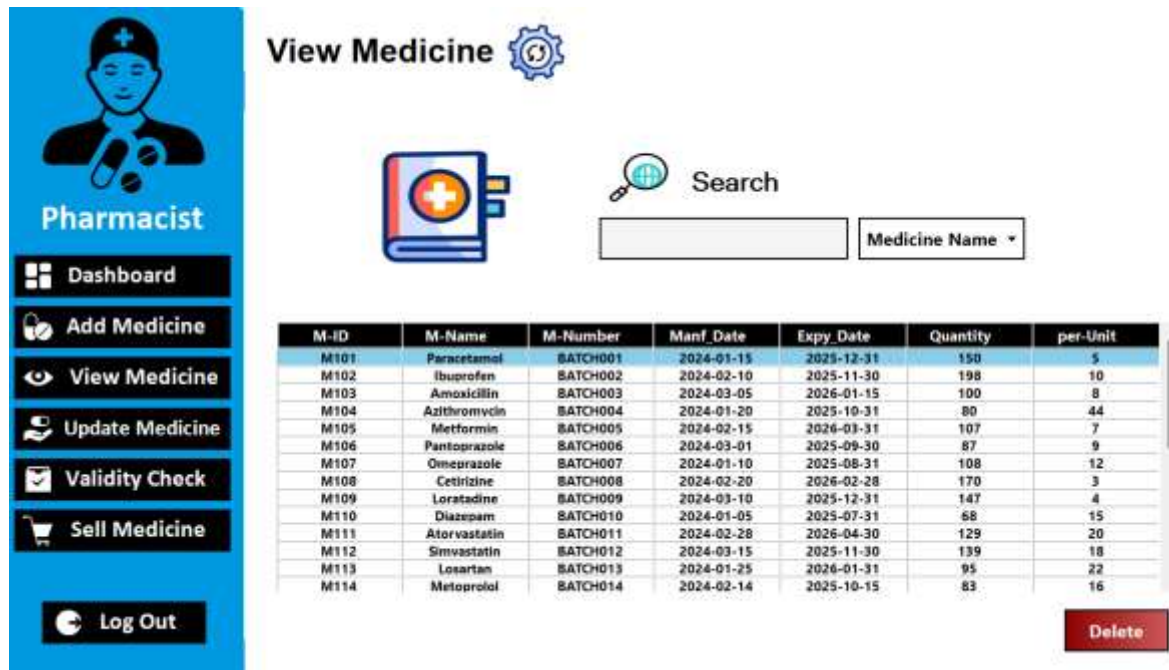 View Medicine
Pharmacist
Dashboard
Add Medicine
View Medicine
Update Medicine
Validity Check
Sell Medicine
Log Out
Search
Medicine Name
M-ID M-Name M-Number Manf_Date Expy_Date Quantity per-Unit
M101 Paracetamol BATCH001 2024-01-15 2025-12-31 150 5
M102 Ibuprofen BATCH002 2024-02-10 2025-11-30 198 10
M103 Amoxicillin BATCH003 2024-03-05 2026-01-15 100 8
M104 Azithromycin BATCH004 2024-01-20 2025-10-31 80 44
M105 Metformin BATCH005 2024-02-15 2026-03-31 107 7
M106 Pantoprazole BATCH006 2024-03-01 2025-09-30 87 9
M107 Omeprazole BATCH007 2024-01-10 2025-08-31 108 12
M108 Cetirizine BATCH008 2024-02-20 2026-02-28 170 3
M109 Loratadine BATCH009 2024-03-10 2025-12-31 147 4
M110 Diazepam BATCH010 2024-01-05 2025-07-31 68 15
M111 Atorvastatin BATCH011 2024-02-28 2026-04-30 129 20
M112 Simvastatin BATCH012 2024-03-15 2025-11-30 139 18
M113 Losartan BATCH013 2024-01-25 2026-01-31 95 22
M114 Metoprolol BATCH014 2024-02-14 2025-10-15 83 16
Delete